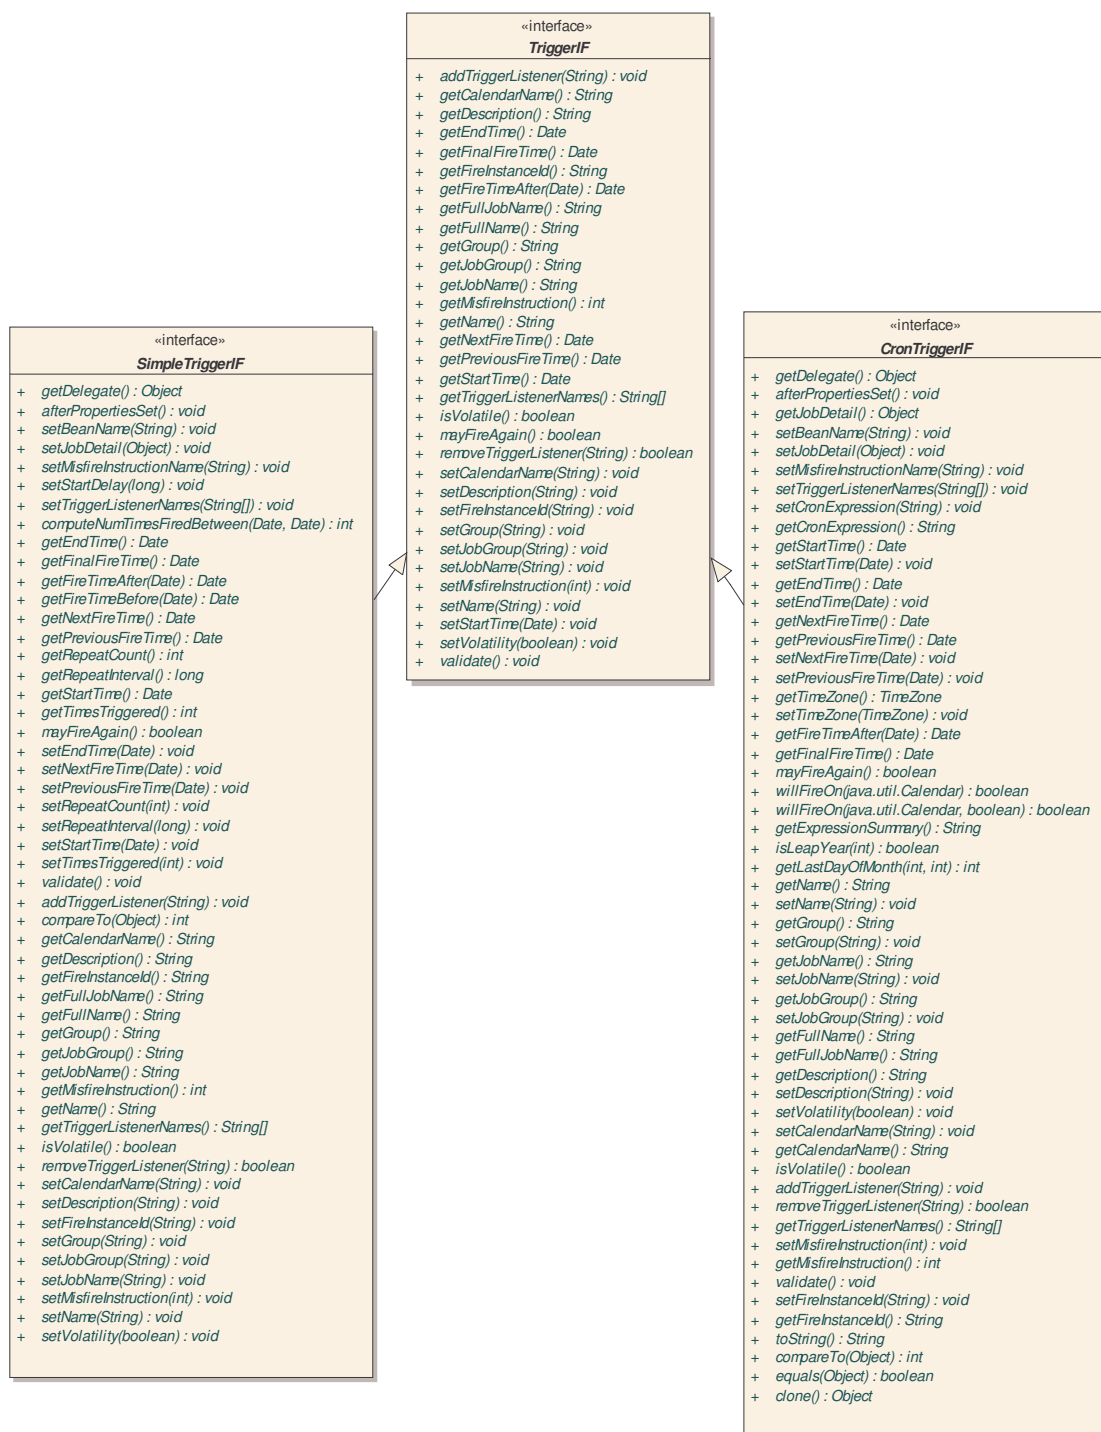 «interface»
TriggerIF
+ addTriggerListener(String) : void
+ getCalendarName() : String
+ getDescription() : String
+ getEndTime() : Date
+ getFinalFireTime() : Date
+ getFireInstanceId() : String
+ getFireTimeAfter(Date) : Date
+ getFullJobName() : String
+ getFullName() : String
+ getGroup() : String
+ getJobGroup() : String
+ getJobName() : String
+ getMisfireInstruction() : int
+ getName() : String
+ getNextFireTime() : Date
+ getPreviousFireTime() : Date
+ getStartTime() : Date
+ getTriggerListenerNames() : String[]
+ isVolatile() : boolean
+ mayFireAgain() : boolean
+ removeTriggerListener(String) : boolean
+ setCalendarName(String) : void
+ setDescription(String) : void
+ setFireInstanceId(String) : void
+ setGroup(String) : void
+ setJobGroup(String) : void
+ setJobName(String) : void
+ setMisfireInstruction(int) : void
+ setName(String) : void
+ setStartTime(Date) : void
+ setVolatility(boolean) : void
+ validate() : void
«interface»
SimpleTriggerIF
+ getDelegate() : Object
+ afterPropertiesSet() : void
+ setBeanName(String) : void
+ setJobDetail(Object) : void
+ setMisfireInstructionName(String) : void
+ setStartDelay(long) : void
+ setTriggerListenerNames(String[]) : void
+ computeNumTimesFiredBetween(Date, Date) : int
+ getEndTime() : Date
+ getFinalFireTime() : Date
+ getFireTimeAfter(Date) : Date
+ getFireTimeBefore(Date) : Date
+ getNextFireTime() : Date
+ getPreviousFireTime() : Date
+ getRepeatCount() : int
+ getRepeatInterval() : long
+ getStartTime() : Date
+ getTimesTriggered() : int
+ mayFireAgain() : boolean
+ setEndTime(Date) : void
+ setNextFireTime(Date) : void
+ setPreviousFireTime(Date) : void
+ setRepeatCount(int) : void
+ setRepeatInterval(long) : void
+ setStartTime(Date) : void
+ setTimesTriggered(int) : void
+ validate() : void
+ addTriggerListener(String) : void
+ compareTo(Object) : int
+ getCalendarName() : String
+ getDescription() : String
+ getFireInstanceId() : String
+ getFullJobName() : String
+ getFullName() : String
+ getGroup() : String
+ getJobGroup() : String
+ getJobName() : String
+ getMisfireInstruction() : int
+ getName() : String
+ getTriggerListenerNames() : String[]
+ isVolatile() : boolean
+ removeTriggerListener(String) : boolean
+ setCalendarName(String) : void
+ setDescription(String) : void
+ setFireInstanceId(String) : void
+ setGroup(String) : void
+ setJobGroup(String) : void
+ setJobName(String) : void
+ setMisfireInstruction(int) : void
+ setName(String) : void
+ setVolatility(boolean) : void
«interface»
CronTriggerIF
+ getDelegate() : Object
+ afterPropertiesSet() : void
+ getJobDetail() : Object
+ setBeanName(String) : void
+ setJobDetail(Object) : void
+ setMisfireInstructionName(String) : void
+ setTriggerListenerNames(String[]) : void
+ setCronExpression(String) : void
+ getCronExpression() : String
+ getStartTime() : Date
+ setStartTime(Date) : void
+ getEndTime() : Date
+ setEndTime(Date) : void
+ getNextFireTime() : Date
+ getPreviousFireTime() : Date
+ setNextFireTime(Date) : void
+ setPreviousFireTime(Date) : void
+ getTimeZone() : TimeZone
+ setTimeZone(TimeZone) : void
+ getFireTimeAfter(Date) : Date
+ getFinalFireTime() : Date
+ mayFireAgain() : boolean
+ willFireOn(java.util.Calendar) : boolean
+ willFireOn(java.util.Calendar, boolean) : boolean
+ getExpressionSummary() : String
+ isLeapYear(int) : boolean
+ getLastDayOfMonth(int, int) : int
+ getName() : String
+ setName(String) : void
+ getGroup() : String
+ setGroup(String) : void
+ getJobName() : String
+ setJobName(String) : void
+ getJobGroup() : String
+ setJobGroup(String) : void
+ getFullName() : String
+ getFullJobName() : String
+ getDescription() : String
+ setDescription(String) : void
+ setVolatility(boolean) : void
+ setCalendarName(String) : void
+ getCalendarName() : String
+ isVolatile() : boolean
+ addTriggerListener(String) : void
+ removeTriggerListener(String) : boolean
+ getTriggerListenerNames() : String[]
+ setMisfireInstruction(int) : void
+ getMisfireInstruction() : int
+ validate() : void
+ setFireInstanceId(String) : void
+ getFireInstanceId() : String
+ toString() : String
+ compareTo(Object) : int
+ equals(Object) : boolean
+ clone() : Object